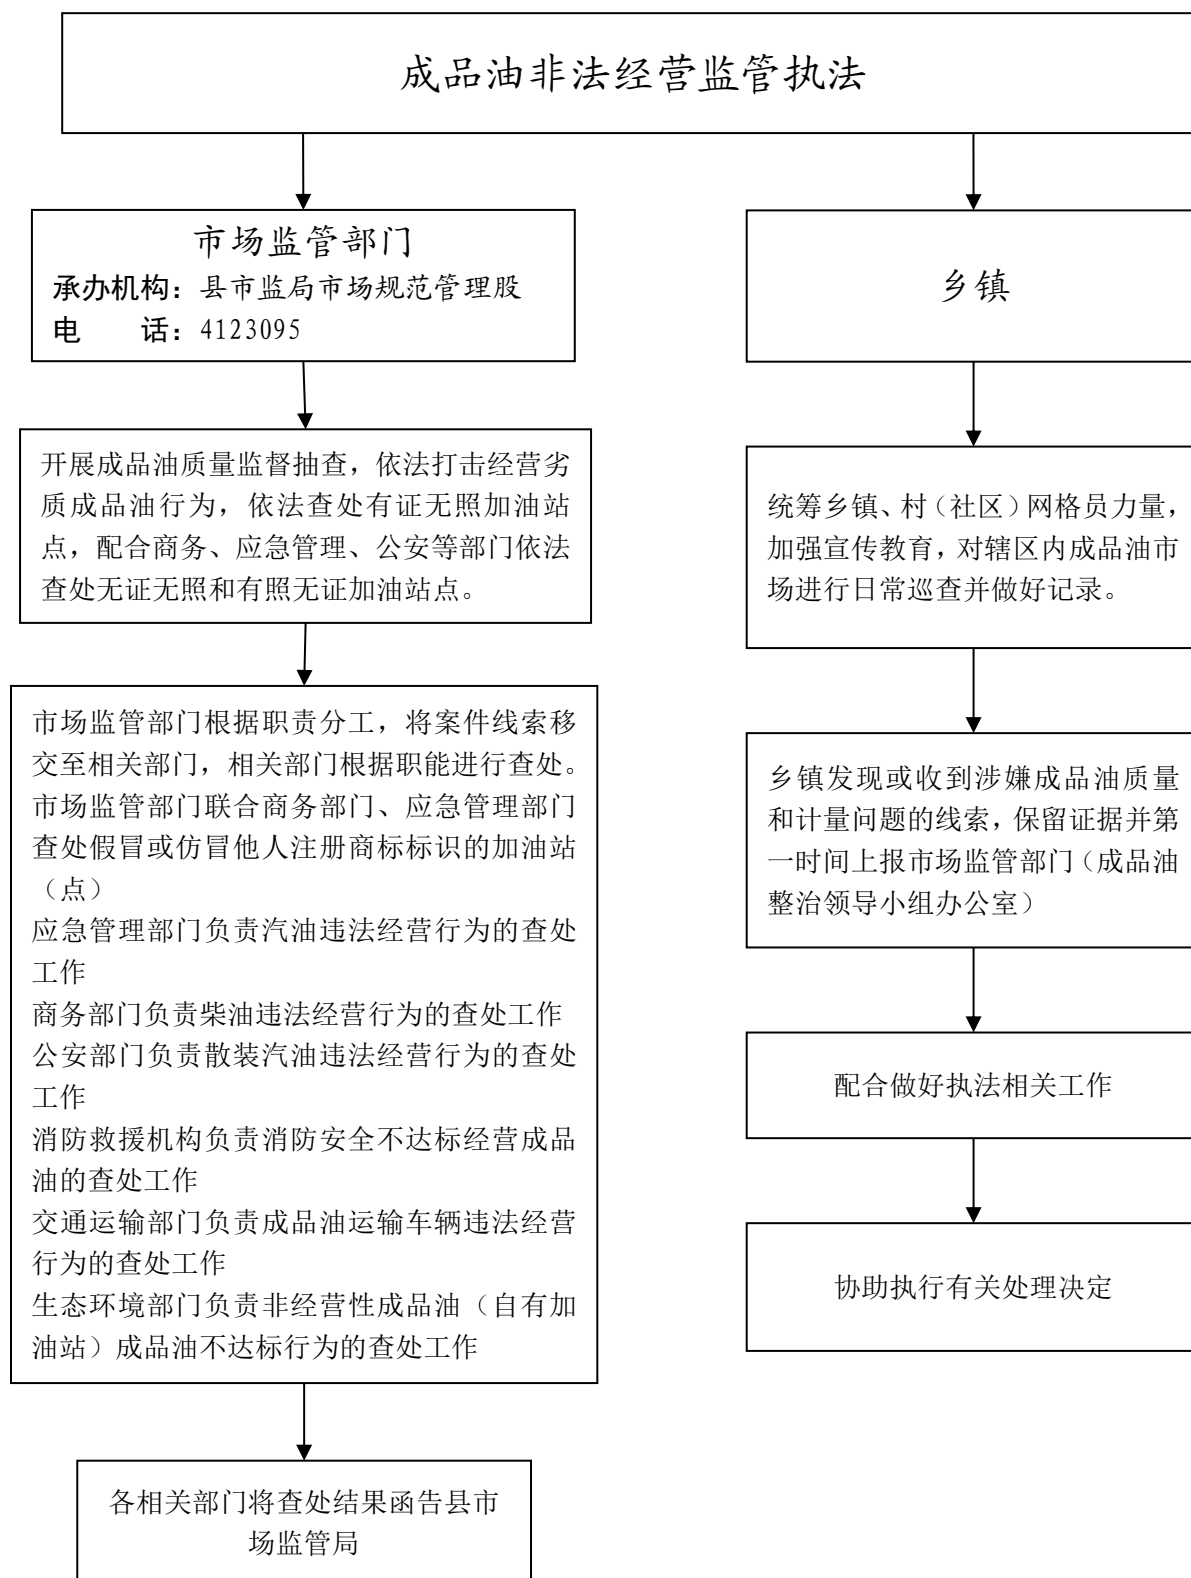 成品油非法经营监管执法
市场监管部门
承办机构：县市监局市场规范管理股
电　　话：4123095
开展成品油质量监督抽查，依法打击经营劣
质成品油行为，依法查处有证无照加油站
点，配合商务、应急管理、公安等部门依法
查处无证无照和有照无证加油站点。
市场监管部门根据职责分工，将案件线索移
交至相关部门，相关部门根据职能进行查处。
市场监管部门联合商务部门、应急管理部门
查处假冒或仿冒他人注册商标标识的加油站
（点）
应急管理部门负责汽油违法经营行为的查处
工作
商务部门负责柴油违法经营行为的查处工作
公安部门负责散装汽油违法经营行为的查处
工作
消防救援机构负责消防安全不达标经营成品
油的查处工作
交通运输部门负责成品油运输车辆违法经营
行为的查处工作
生态环境部门负责非经营性成品油（自有加
油站）成品油不达标行为的查处工作
各相关部门将查处结果函告县市
场监管局
乡镇
统筹乡镇、村（社区）网格员力量，
加强宣传教育，对辖区内成品油市
场进行日常巡查并做好记录。
乡镇发现或收到涉嫌成品油质量
和计量问题的线索，保留证据并第
一时间上报市场监管部门（成品油
整治领导小组办公室）
配合做好执法相关工作
协助执行有关处理决定